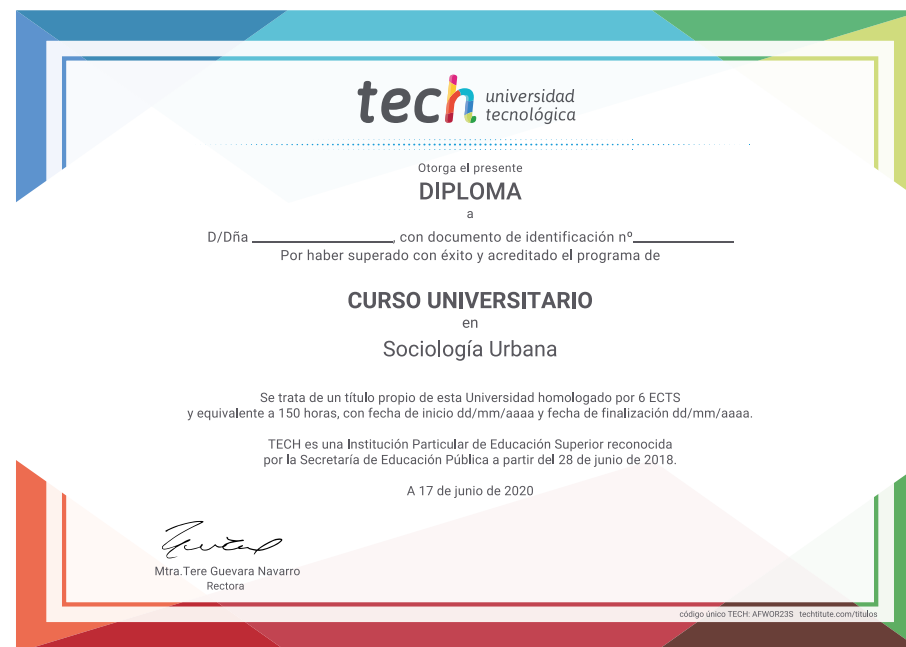 tech universidad
tecnológica
Otorga el presente
DIPLOMA
a
D/Dña ____________________, con documento de identificación nº______________
Por haber superado con éxito y acreditado el programa de
CURSO UNIVERSITARIO
en
Sociología Urbana
Se trata de un título propio de esta Universidad homologado por 6 ECTS
y equivalente a 150 horas, con fecha de inicio dd/mm/aaaa y fecha de finalización dd/mm/aaaa.
TECH es una Institución Particular de Educación Superior reconocida
por la Secretaría de Educación Pública a partir del 28 de junio de 2018.
A 17 de junio de 2020
Mtra.Tere Guevara Navarro
Rectora
código único TECH: AFWOR23S techtitute.com/titulos